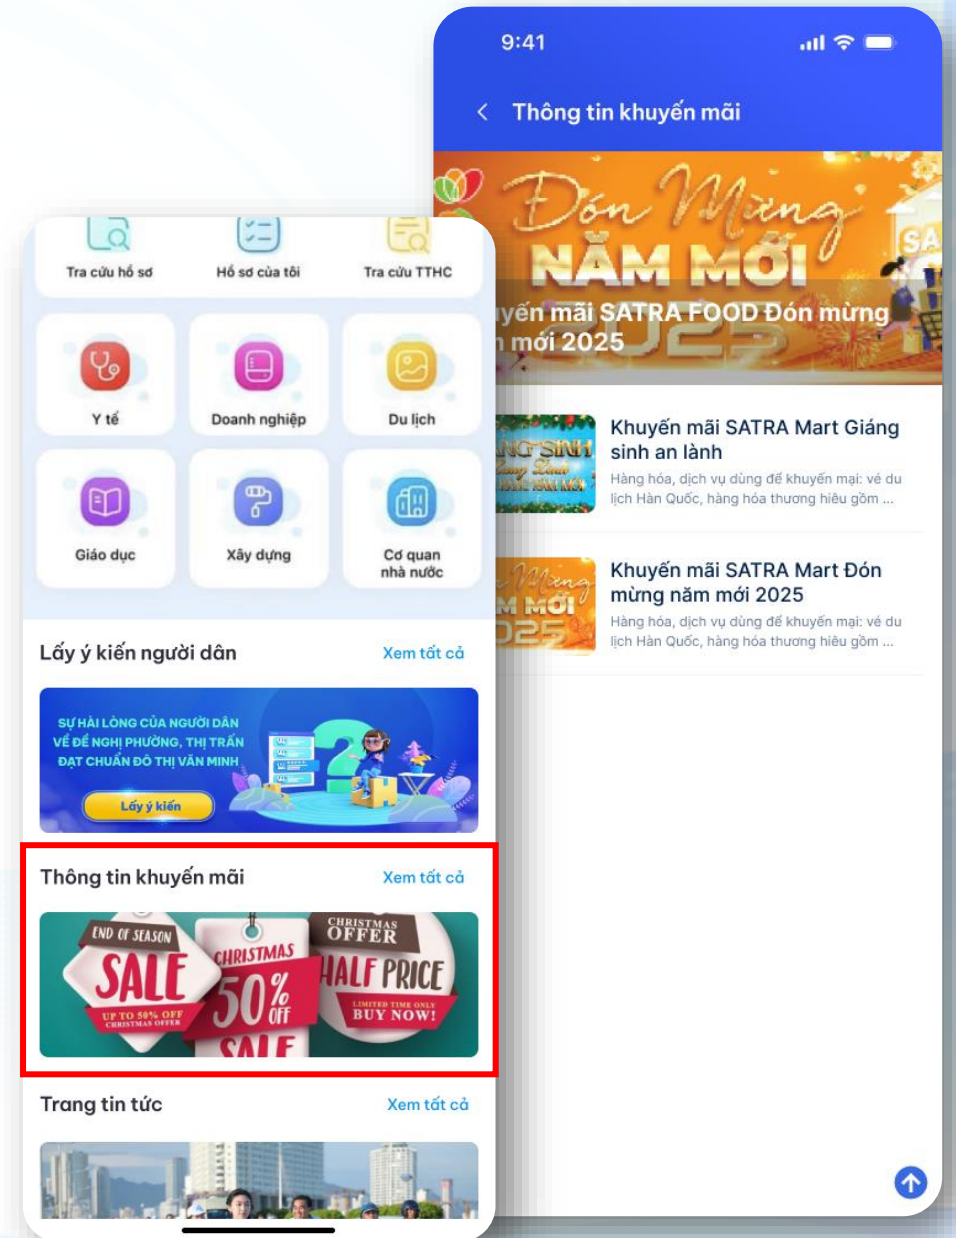 9:41
Thông tin khuyến mãi
Đón Mừng
NĂM MỚI
2025
yến mãi SATRA FOOD Đón mừng
mới 2025
Khuyến mãi SATRA Mart Giáng
sinh an lành
Hàng hóa, dịch vụ dùng để khuyến mại: vé du
lịch Hàn Quốc, hàng hóa thương hiêu gồm ...
Khuyến mãi SATRA Mart Đón
mừng năm mới 2025
Hàng hóa, dịch vụ dùng để khuyến mại: vé du
lịch Hàn Quốc, hàng hóa thương hiêu gồm ...
Tra cứu hồ sơ
Hồ sơ của tôi
Tra cứu TTHC
Y tế
Doanh nghiệp
Du lịch
Giáo dục
Xây dựng
Cơ quan
nhà nước
Lấy ý kiến người dân
Xem tất cả
SỰ HÀI LÒNG CỦA NGƯỜI DÂN
VỀ ĐỀ NGHỊ PHƯỜNG, THỊ TRẤN
ĐẠT CHUẨN ĐÔ THỊ VĂN MINH
Lấy ý kiến
Thông tin khuyến mãi
Xem tất cả
END OF SEASON
SALE
UP TO 50% OFF
CHRISTMAS OFFER
CHRISTMAS
50% OFF
SALE
CHRISTMAS
OFFER
HALF PRICE
LIMITED TIME ONLY
BUY NOW!
Trang tin tức
Xem tất cả